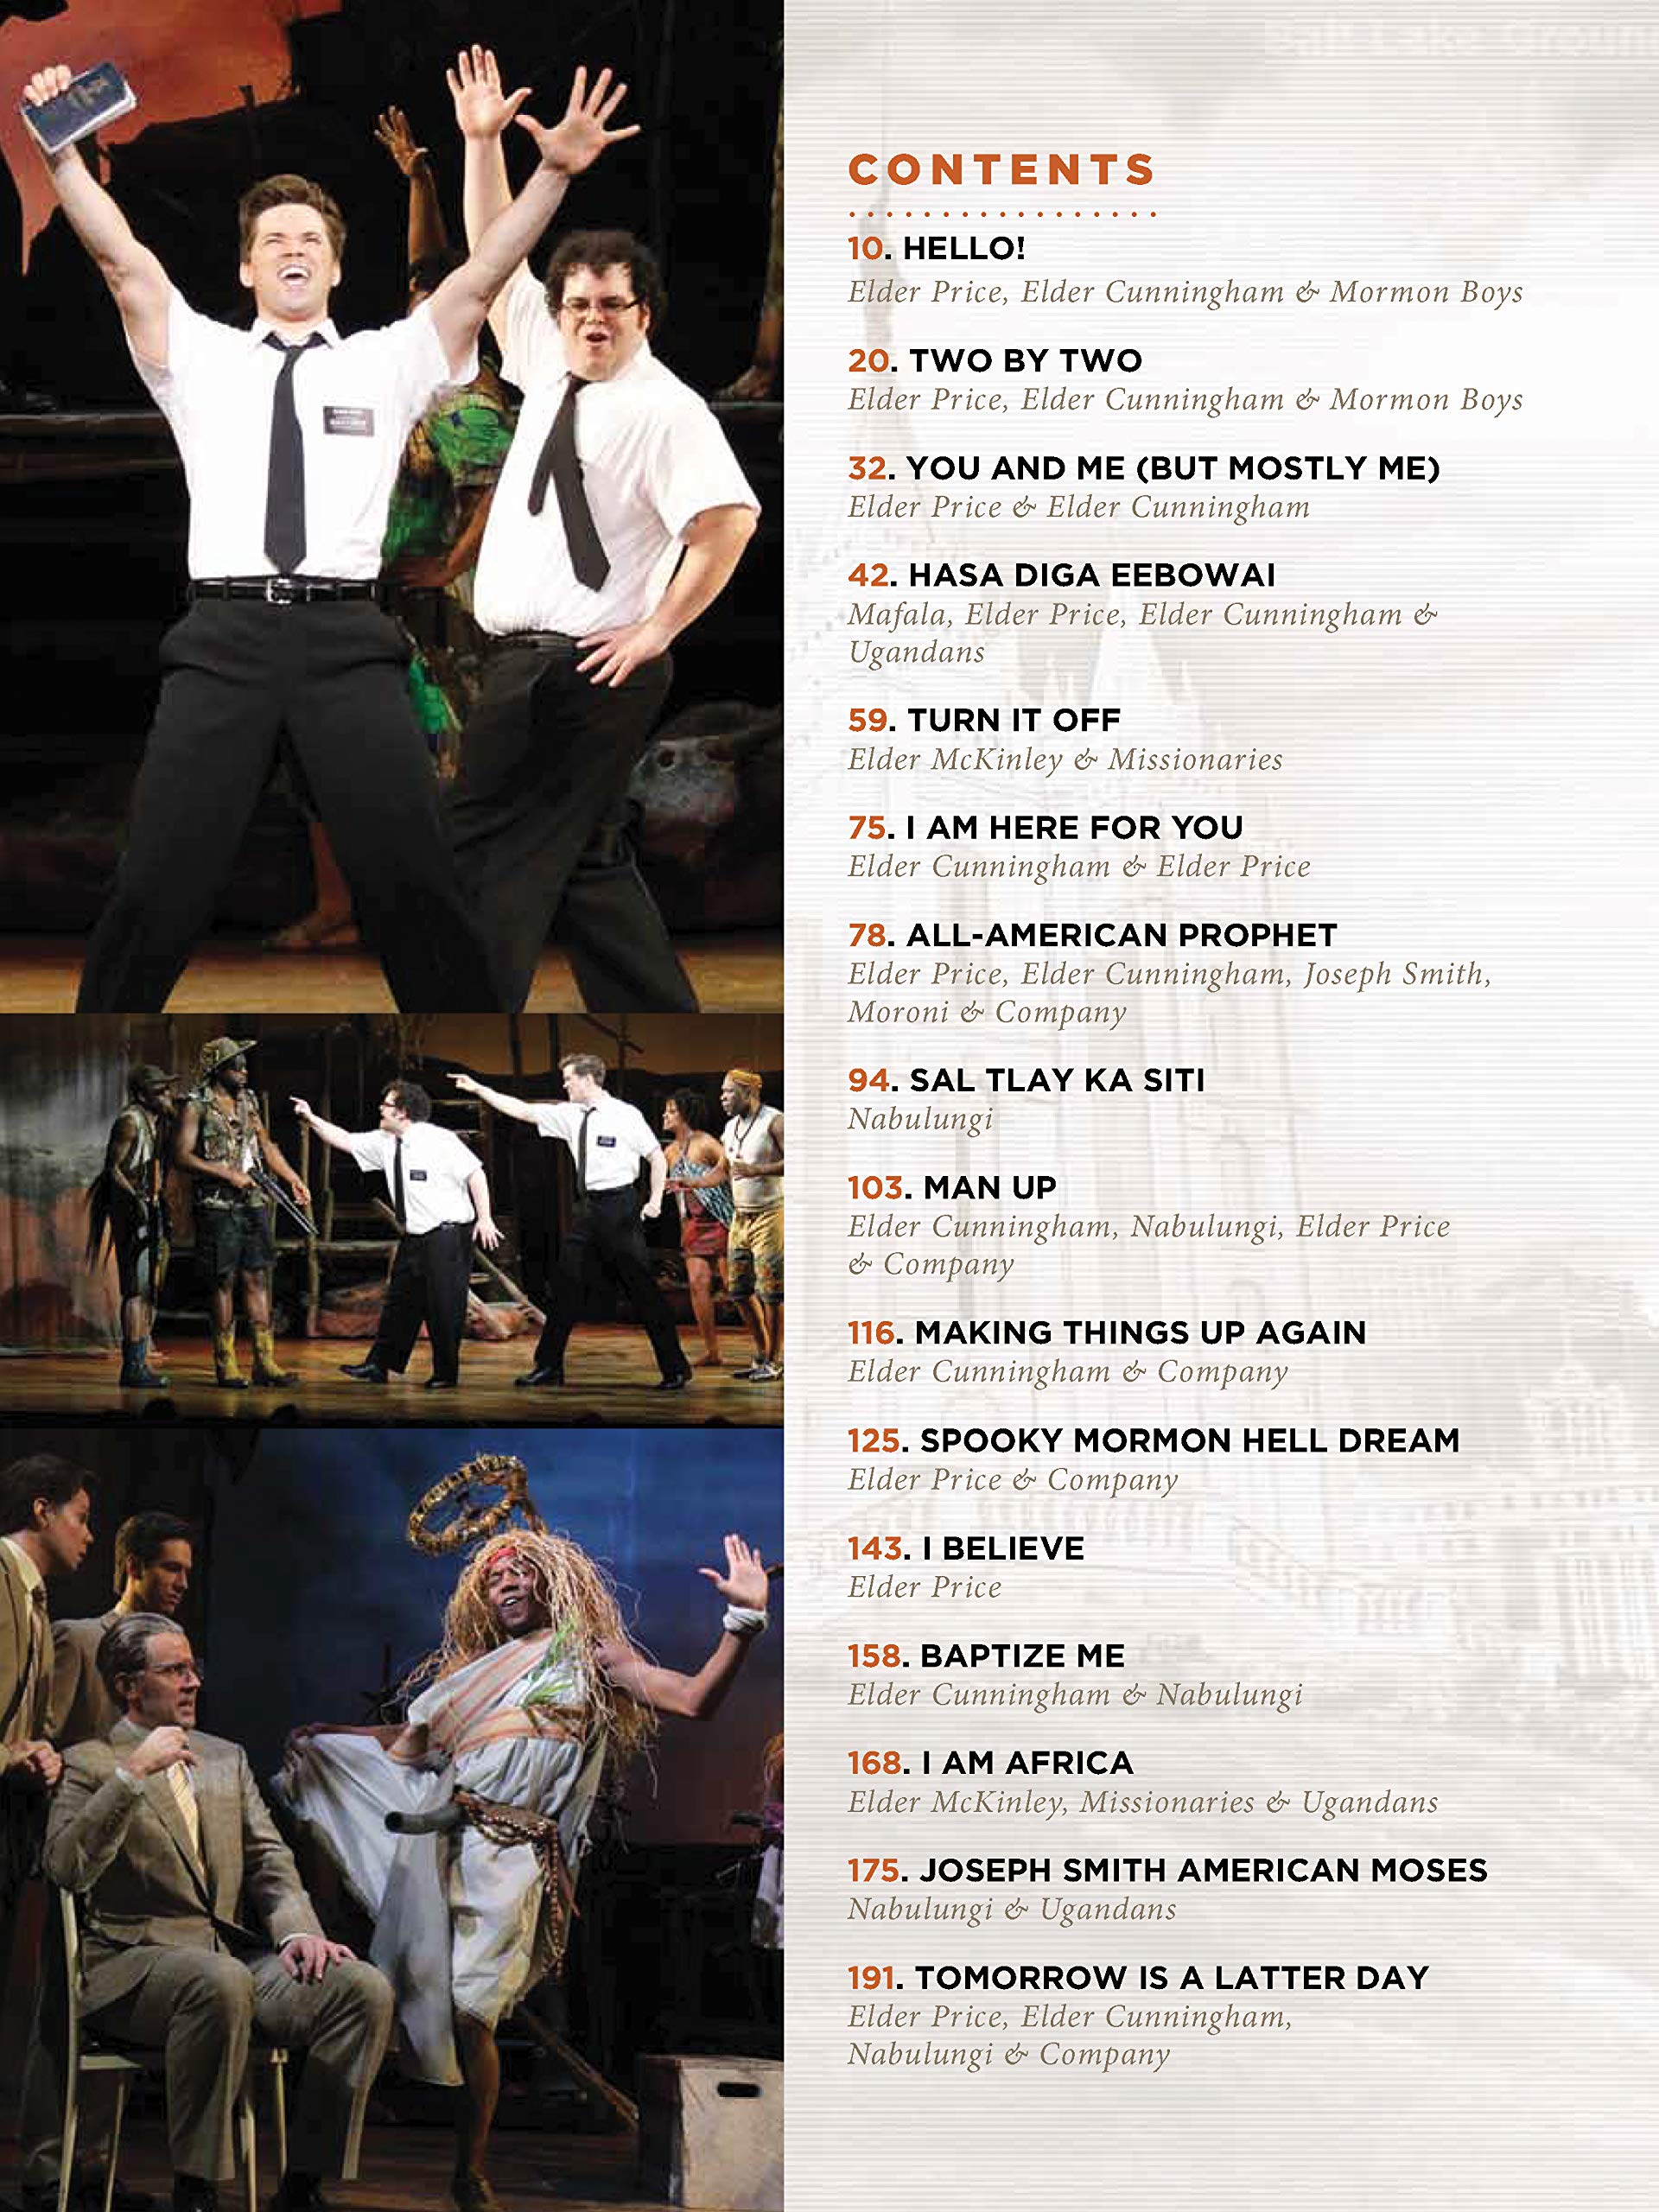 CONTENTS
10. HELLO!
Elder Price, Elder Cunningham & Mormon Boys
20. TWO BY TWO
Elder Price, Elder Cunningham & Mormon Boys
32. YOU AND ME (BUT MOSTLY ME)
Elder Price & Elder Cunningham
42. HASA DIGA EEBOWAI
Mafala, Elder Price, Elder Cunningham &
Ugandans
59. TURN IT OFF
Elder McKinley & Missionaries
75. I AM HERE FOR YOU
Elder Cunningham & Elder Price
78. ALL-AMERICAN PROPHET
Elder Price, Elder Cunningham, Joseph Smith,
Moroni & Company
94. SAL TLAY KA SITI
Nabulungi
103. MAN UP
Elder Cunningham, Nabulungi, Elder Price
& Company
116. MAKING THINGS UP AGAIN
Elder Cunningham & Company
125. SPOOKY MORMON HELL DREAM
Elder Price & Company
143. I BELIEVE
Elder Price
158. BAPTIZE ME
Elder Cunningham & Nabulungi
168. I AM AFRICA
Elder McKinley, Missionaries & Ugandans
175. JOSEPH SMITH AMERICAN MOSES
Nabulungi & Ugandans
191. TOMORROW IS A LATTER DAY
Elder Price, Elder Cunningham,
Nabulungi & Company